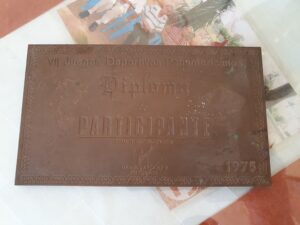 VII Juegos Deportivos Panamericanos
Diploma
PARTICIPANTE
1975